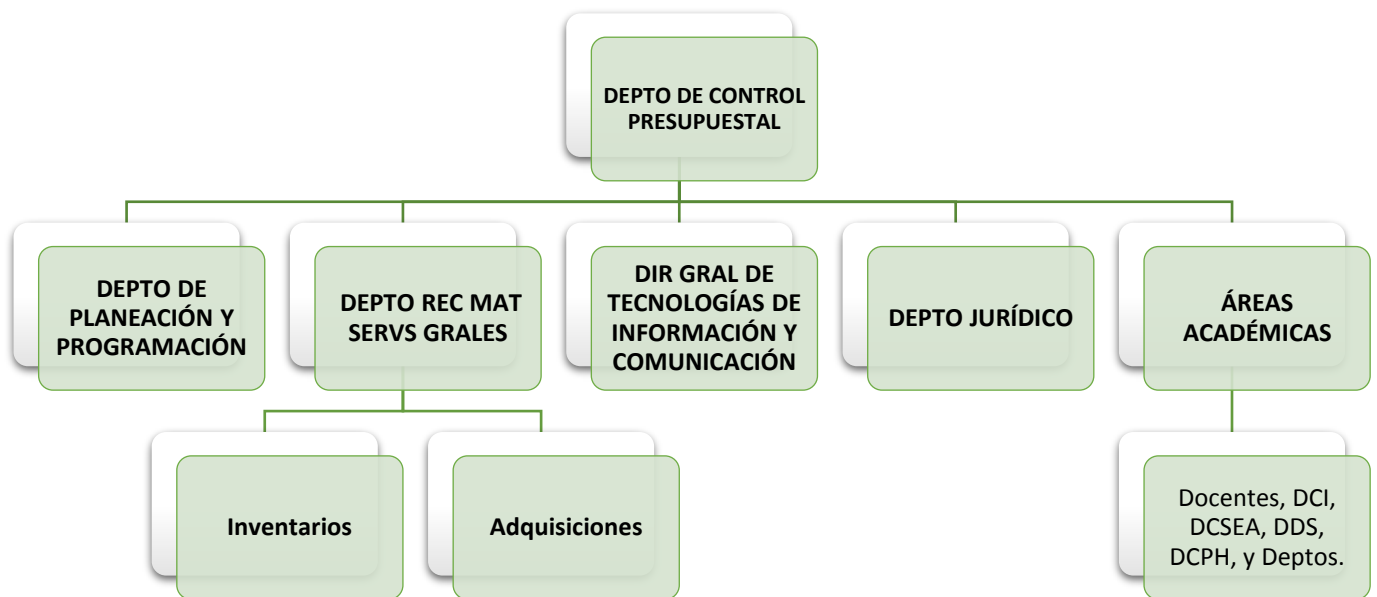 DEPTO DE CONTROL
PRESUPUESTAL
DEPTO DE
PLANEACIÓN Y
PROGRAMACIÓN
DEPTO REC MAT
SERVS GRALES
DIR GRAL DE
TECNOLOGÍAS DE
INFORMACIÓN Y
COMUNICACIÓN
DEPTO JURÍDICO
ÁREAS
ACADÉMICAS
Inventarios
Adquisiciones
Docentes, DCI,
DCSEA, DDS,
DCPH, y Deptos.